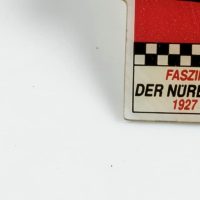 FASZI
DER NÜRB
1927